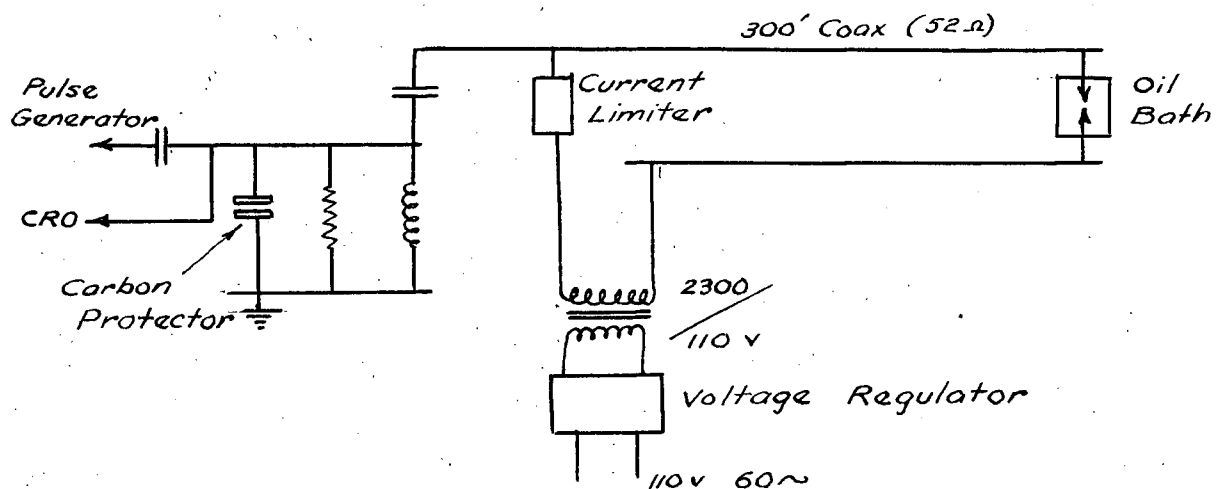 300' Coax (52Ω)
Pulse
Generator
Current
Limiter
Oil
Bath
CRO
Carbon
Protector
2300
110 v
Voltage Regulator
110 v 60~